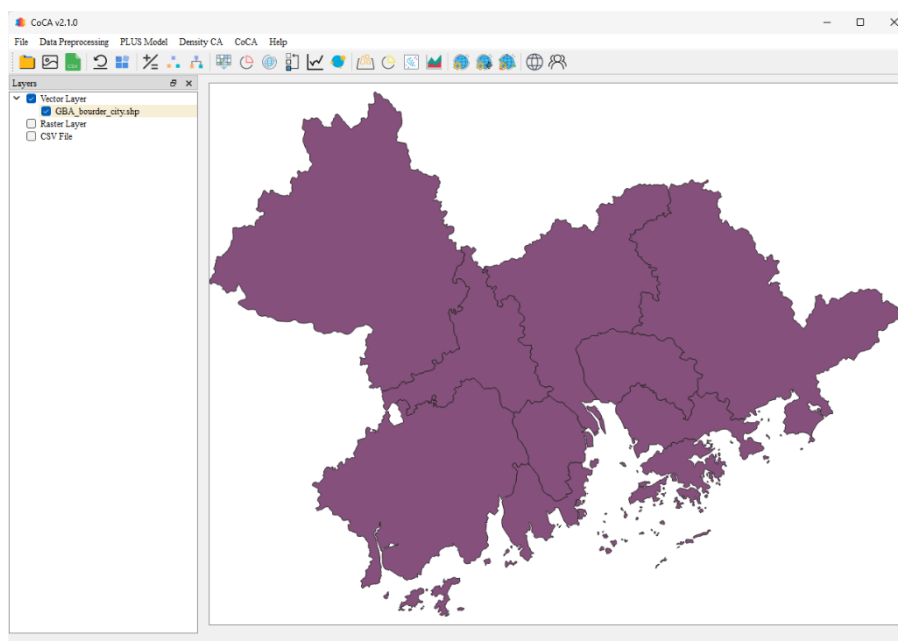 CoCA v2.1.0
File Data Preprocessing PLUS Model Density CA CoCA Help
CSV
Layers
Vector Layer
GBA_bourder_city.shp
Raster Layer
CSV File